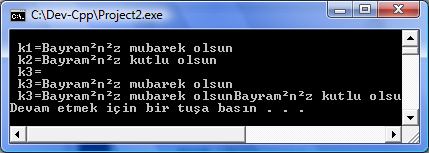 C:\Dev-Cpp\Project2.exe
k1=Bayram²n²z mubarek olsun
k2=Bayram²n²z kutlu olsun
k3=
k3=Bayram²n²z mubarek olsun
k3=Bayram²n²z mubarek olsunBayram²n²z kutlu olsu
Devam etmek için bir tuşa basın . . .